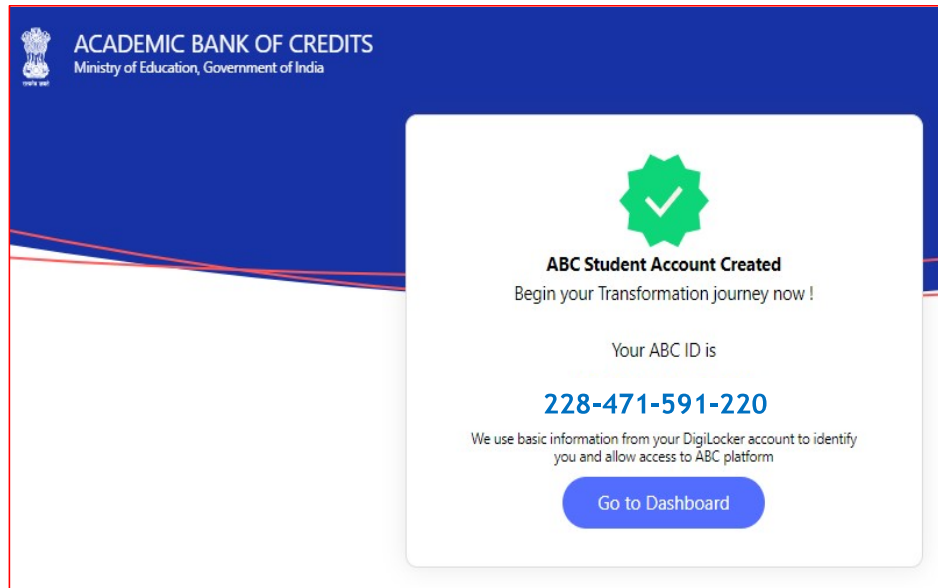 ACADEMIC BANK OF CREDITS
Ministry of Education, Government of India
ABC Student Account Created
Begin your Transformation journey now !
Your ABC ID is
228-471-591-220
We use basic information from your DigiLocker account to identify
you and allow access to ABC platform
Go to Dashboard